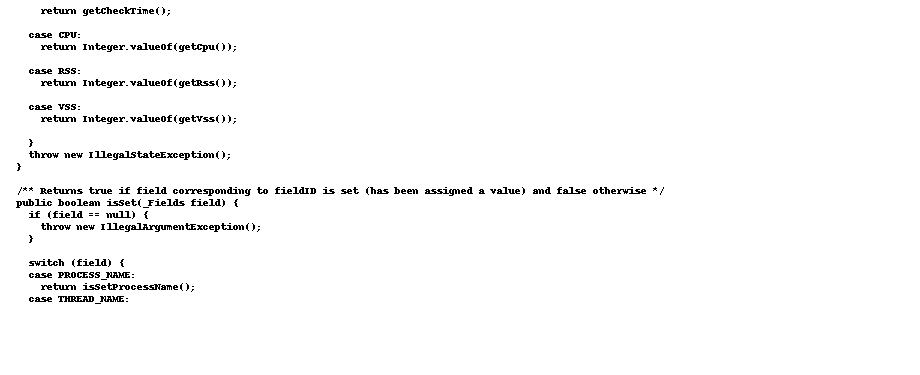 return getCheckTime();
case CPU:
return Integer.valueOf(getCpu());
case RSS:
return Integer.valueOf(getRss());
case VSS:
return Integer.valueOf(getVss());
}
throw new IllegalStateException();
}
/** Returns true if field corresponding to fieldID is set (has been assigned a value) and false otherwise */
public boolean isSet(_Fields field) {
if (field == null) {
throw new IllegalArgumentException();
}
switch (field) {
case PROCESS_NAME:
return isSetProcessName();
case THREAD_NAME: